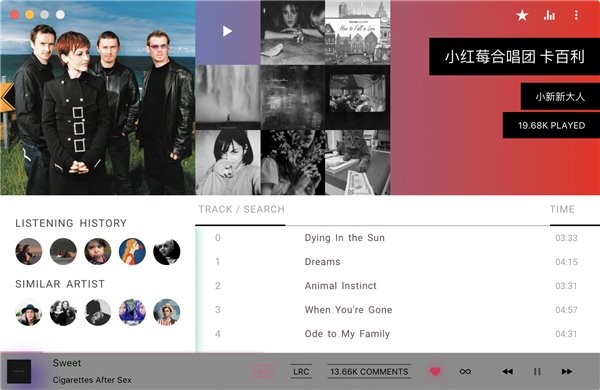 How to Fall in Love
小红莓合唱团 卡百利
小新新大人
19.68K PLAYED
LISTENING HISTORY
SIMILAR ARTIST
TRACK / SEARCH TIME
0 Dying In the Sun 03:33
1 Dreams 04:15
2 Animal Instinct 03:31
3 When You're Gone 04:57
4 Ode to My Family 04:31
Sweet
Cigarettes After Sex
LRC
13.66K COMMENTS